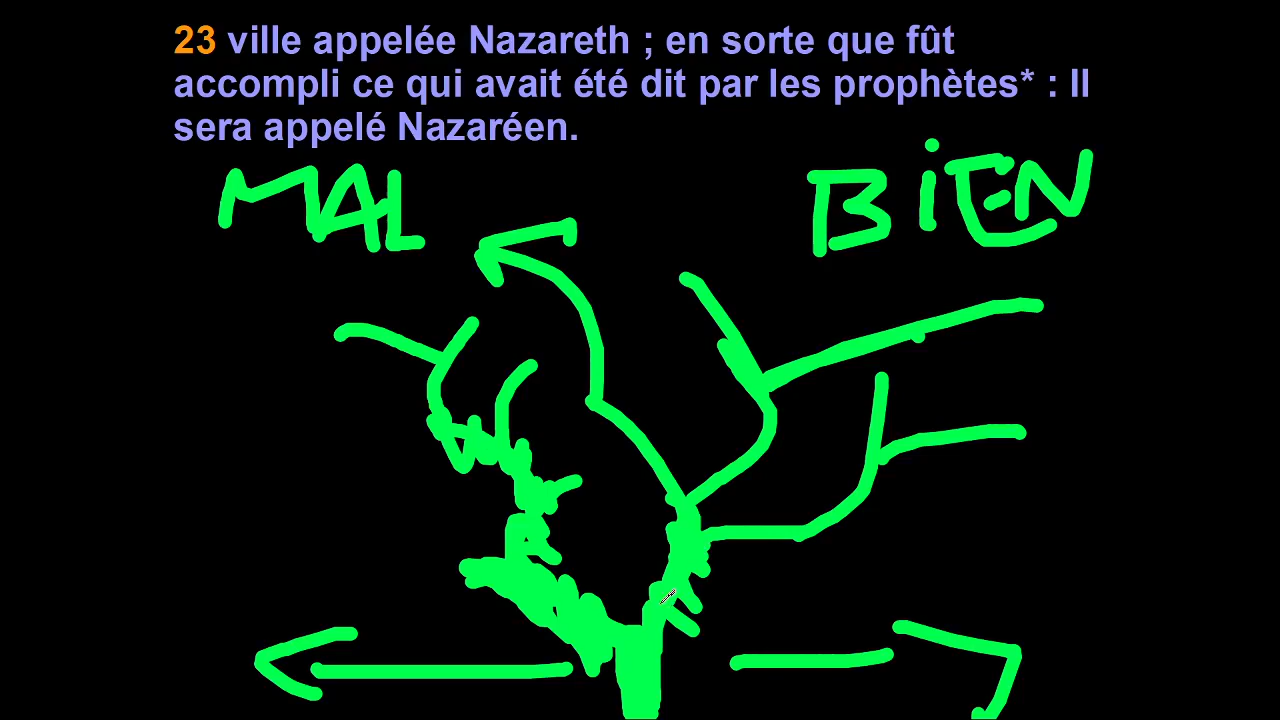 23 ville appelée Nazareth ; en sorte que fût
accompli ce qui avait été dit par les prophètes* : Il
sera appelé Nazaréen.
MAL BiEN